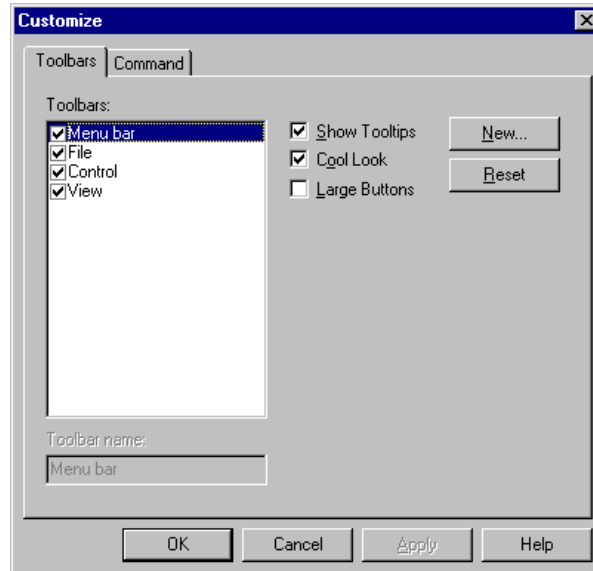 Customize
Toolbars
Command
Toolbars:
Menu bar
File
Control
View
Show Tooltips
Cool Look
Large Buttons
New...
Reset
Toolbar name:
Menu bar
OK
Cancel
Apply
Help